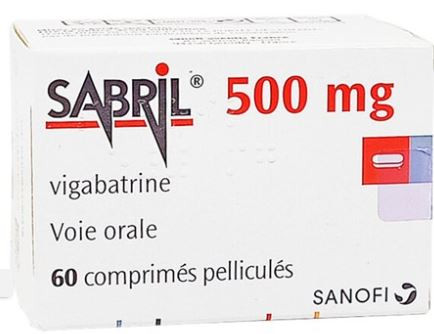 SABRIL® 500 mg
vigabatrine
Voie orale
60 comprimés pelliculés
SANOFI